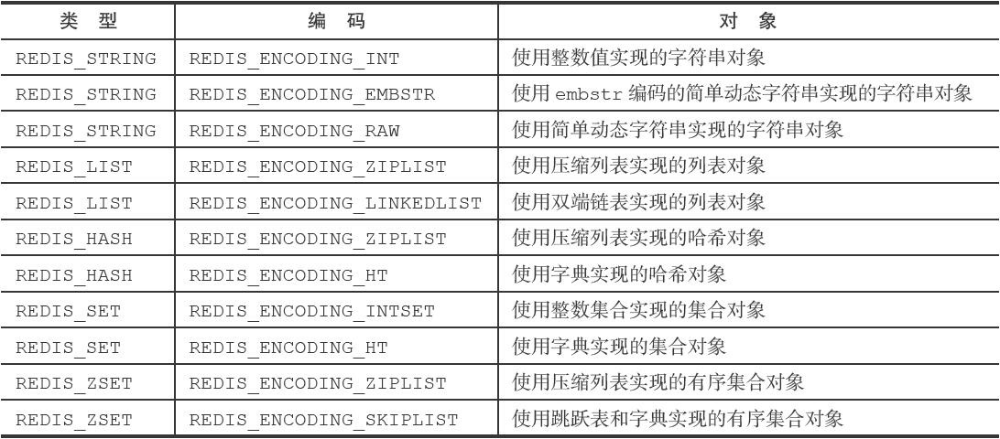 类 型 编 码 对 象
REDIS_STRING REDIS_ENCODING_INT 使用整数值实现的字符串对象
REDIS_STRING REDIS_ENCODING_EMBSTR 使用 embstr 编码的简单动态字符串实现的字符串对象
REDIS_STRING REDIS_ENCODING_RAW 使用简单动态字符串实现的字符串对象
REDIS_LIST REDIS_ENCODING_ZIPLIST 使用压缩列表实现的列表对象
REDIS_LIST REDIS_ENCODING_LINKEDLIST 使用双端链表实现的列表对象
REDIS_HASH REDIS_ENCODING_ZIPLIST 使用压缩列表实现的哈希对象
REDIS_HASH REDIS_ENCODING_HT 使用字典实现的哈希对象
REDIS_SET REDIS_ENCODING_INTSET 使用整数集合实现的集合对象
REDIS_SET REDIS_ENCODING_HT 使用字典实现的集合对象
REDIS_ZSET REDIS_ENCODING_ZIPLIST 使用压缩列表实现的有序集合对象
REDIS_ZSET REDIS_ENCODING_SKIPLIST 使用跳跃表和字典实现的有序集合对象